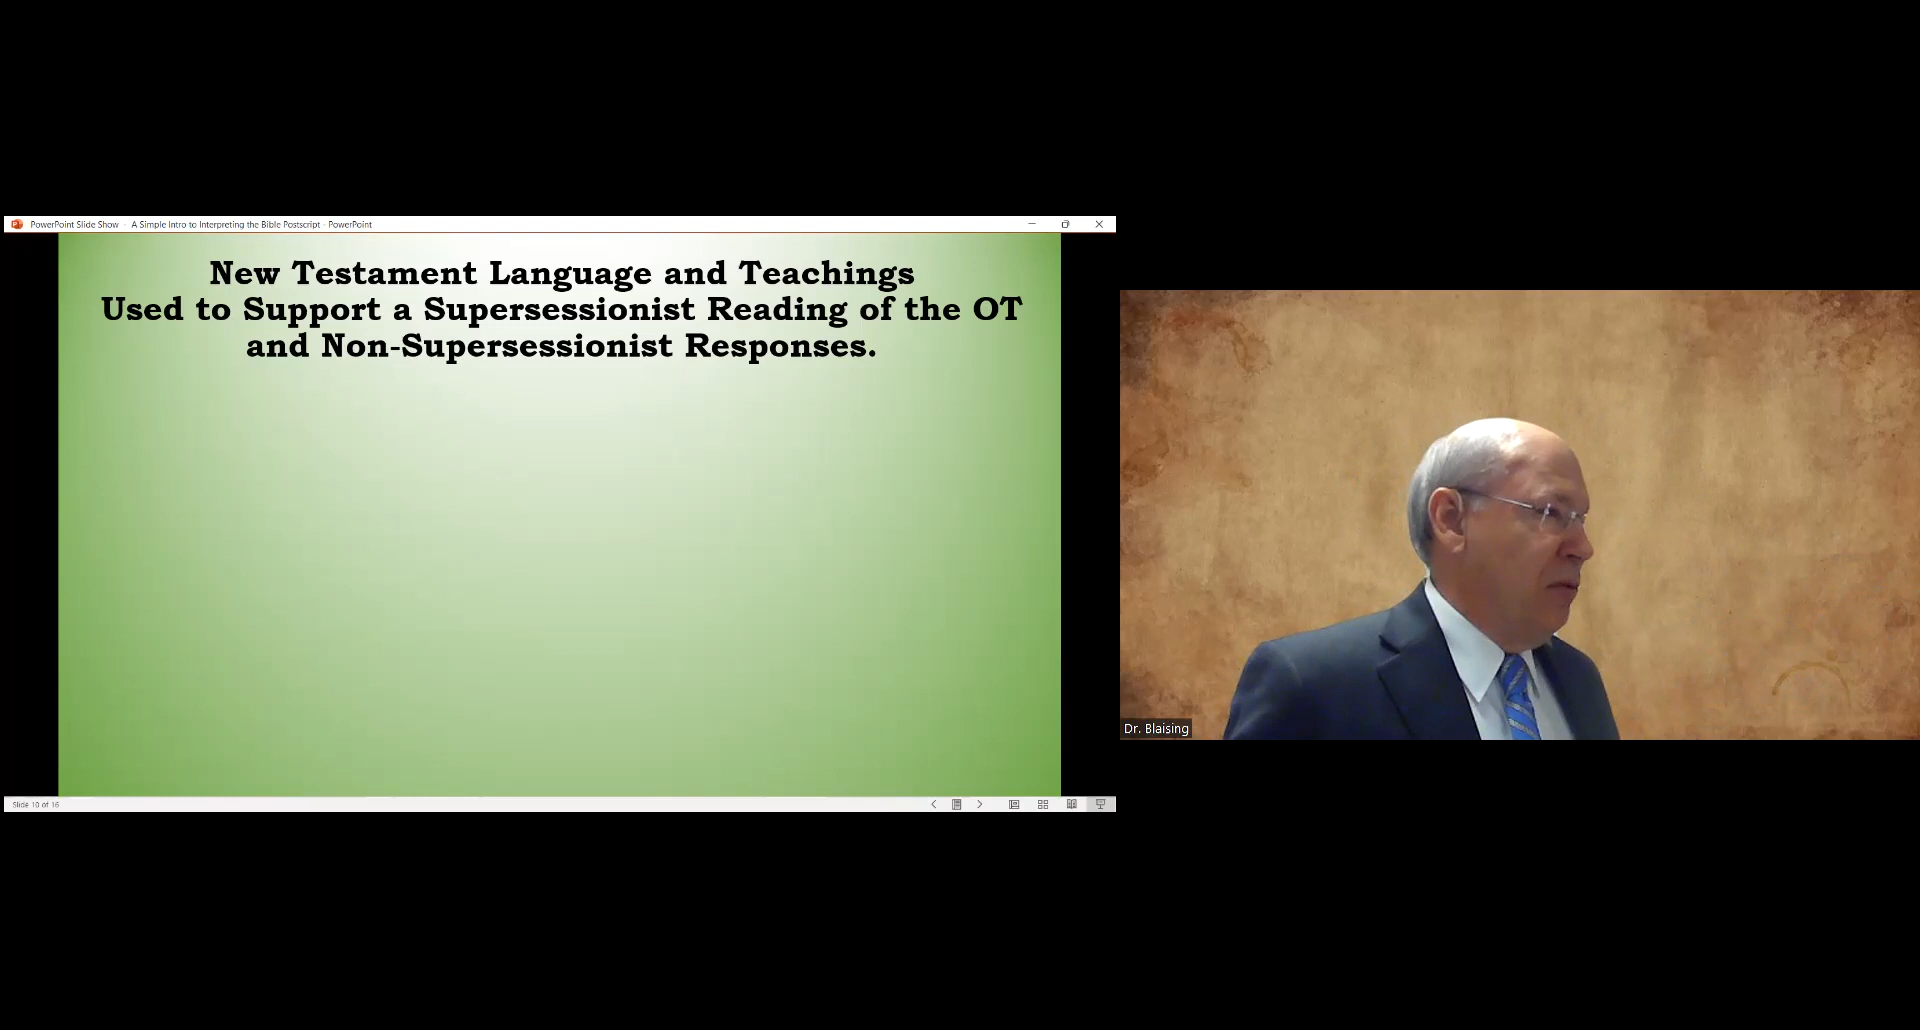 PowerPoint Slide Show - A Simple Intro to Interpreting the Bible Postscript - PowerPoint
New Testament Language and Teachings
Used to Support a Supersessionist Reading of the OT
and Non-Supersessionist Responses.
Dr. Blaising
Slide 10 of 16